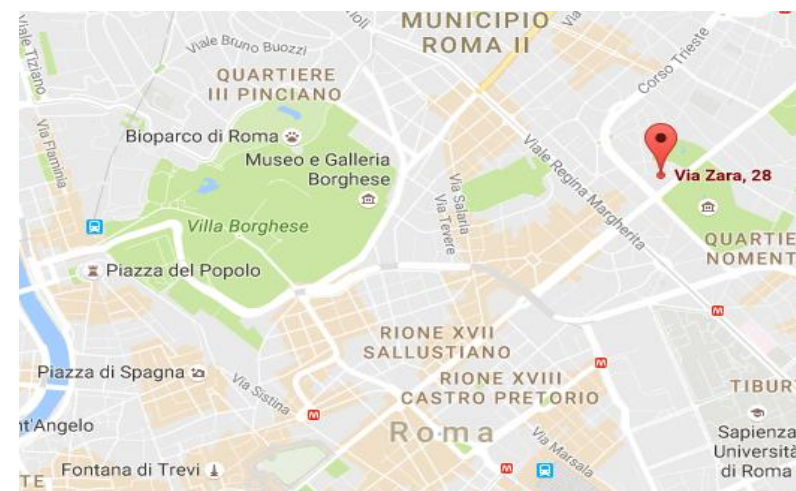 MUNICIPIO
ROMA II
Viale Tiziano
Viale Bruno Buozzi
Corso Trieste
QUARTIERE
III PINCIANO
Via Flaminia
Bioparco di Roma
Museo e Galleria
Borghese
Viale Regina Margherita
Via Zara, 28
Via Salaria
Via Tevere
Villa Borghese
QUARTIE
NOMENT
Piazza del Popolo
M
RIONE XVII
SALLUSTIANO
M
Piazza di Spagna
RIONE XVIII
CASTRO PRETORIO
Via Sistina
TIBUR
M
nt'Angelo
Roma
Sapienza
Università
di Roma
Via Marsala
TE
Fontana di Trevi
M